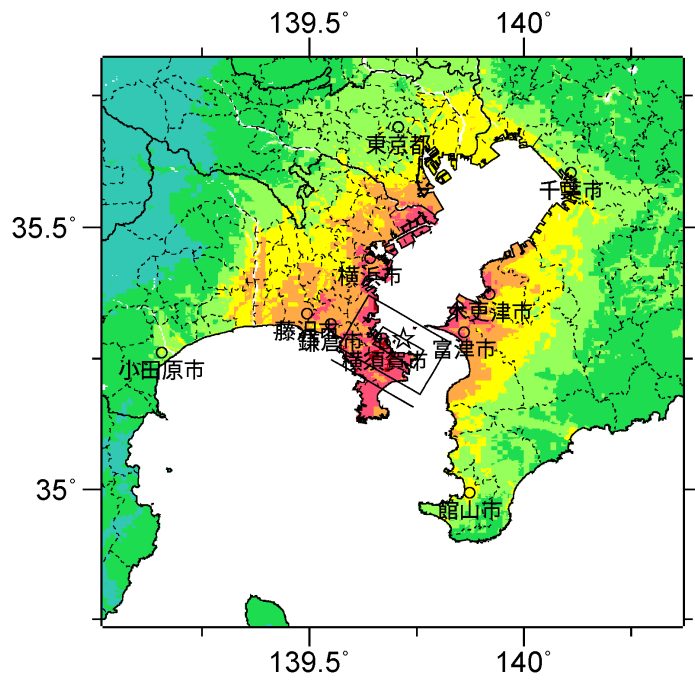 139.5° 140°
東京都
千葉市
35.5°
横浜市
木更津市
藤沢市
鎌倉市
富津市
横須賀市
小田原市
35°
館山市
139.5° 140°